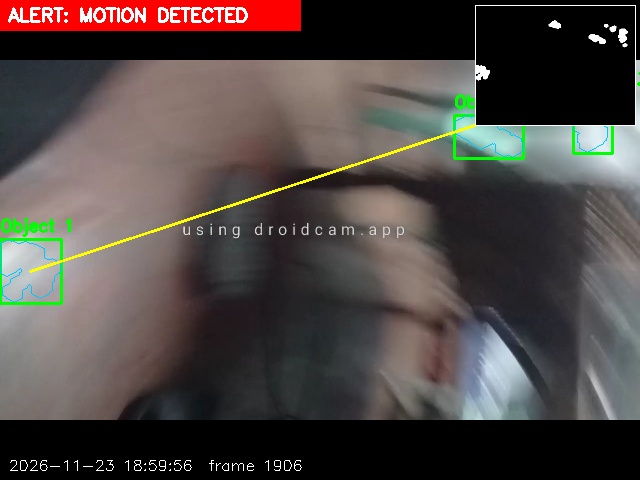 ALERT: MOTION DETECTED
Object 1
using droidcam.app
2026-11-23 18:59:56 frame 1906